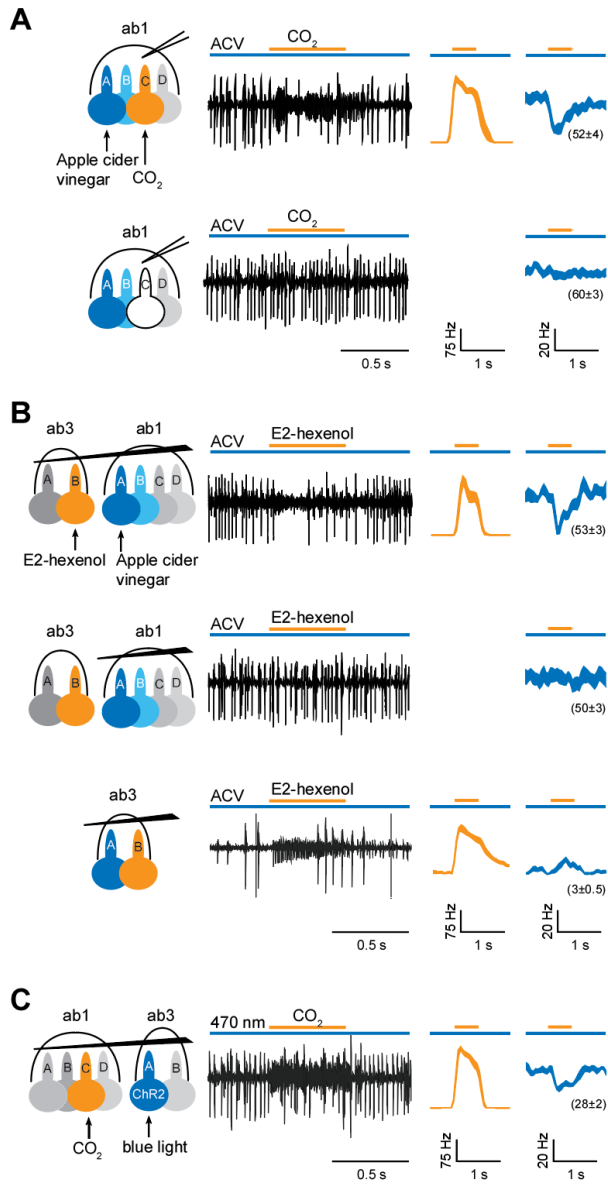 A
ab1
ACV
CO2
A B C D
(52±4)
Apple cider
vinegar
CO2
ab1
ACV
CO2
A B C D
(60±3)
0.5 s
75 Hz
1 s
20 Hz
1 s
B
ab3
ab1
ACV
E2-hexenol
A B
A B C D
(53±3)
E2-hexenol
Apple cider
vinegar
ab3
ab1
ACV
E2-hexenol
A B
A B C D
(50±3)
ab3
ACV
E2-hexenol
A B
(3±0.5)
0.5 s
75 Hz
1 s
20 Hz
1 s
C
ab1
ab3
470 nm
CO2
A B C D
A B
ChR2
(28±2)
CO2
blue light
0.5 s
75 Hz
1 s
20 Hz
1 s